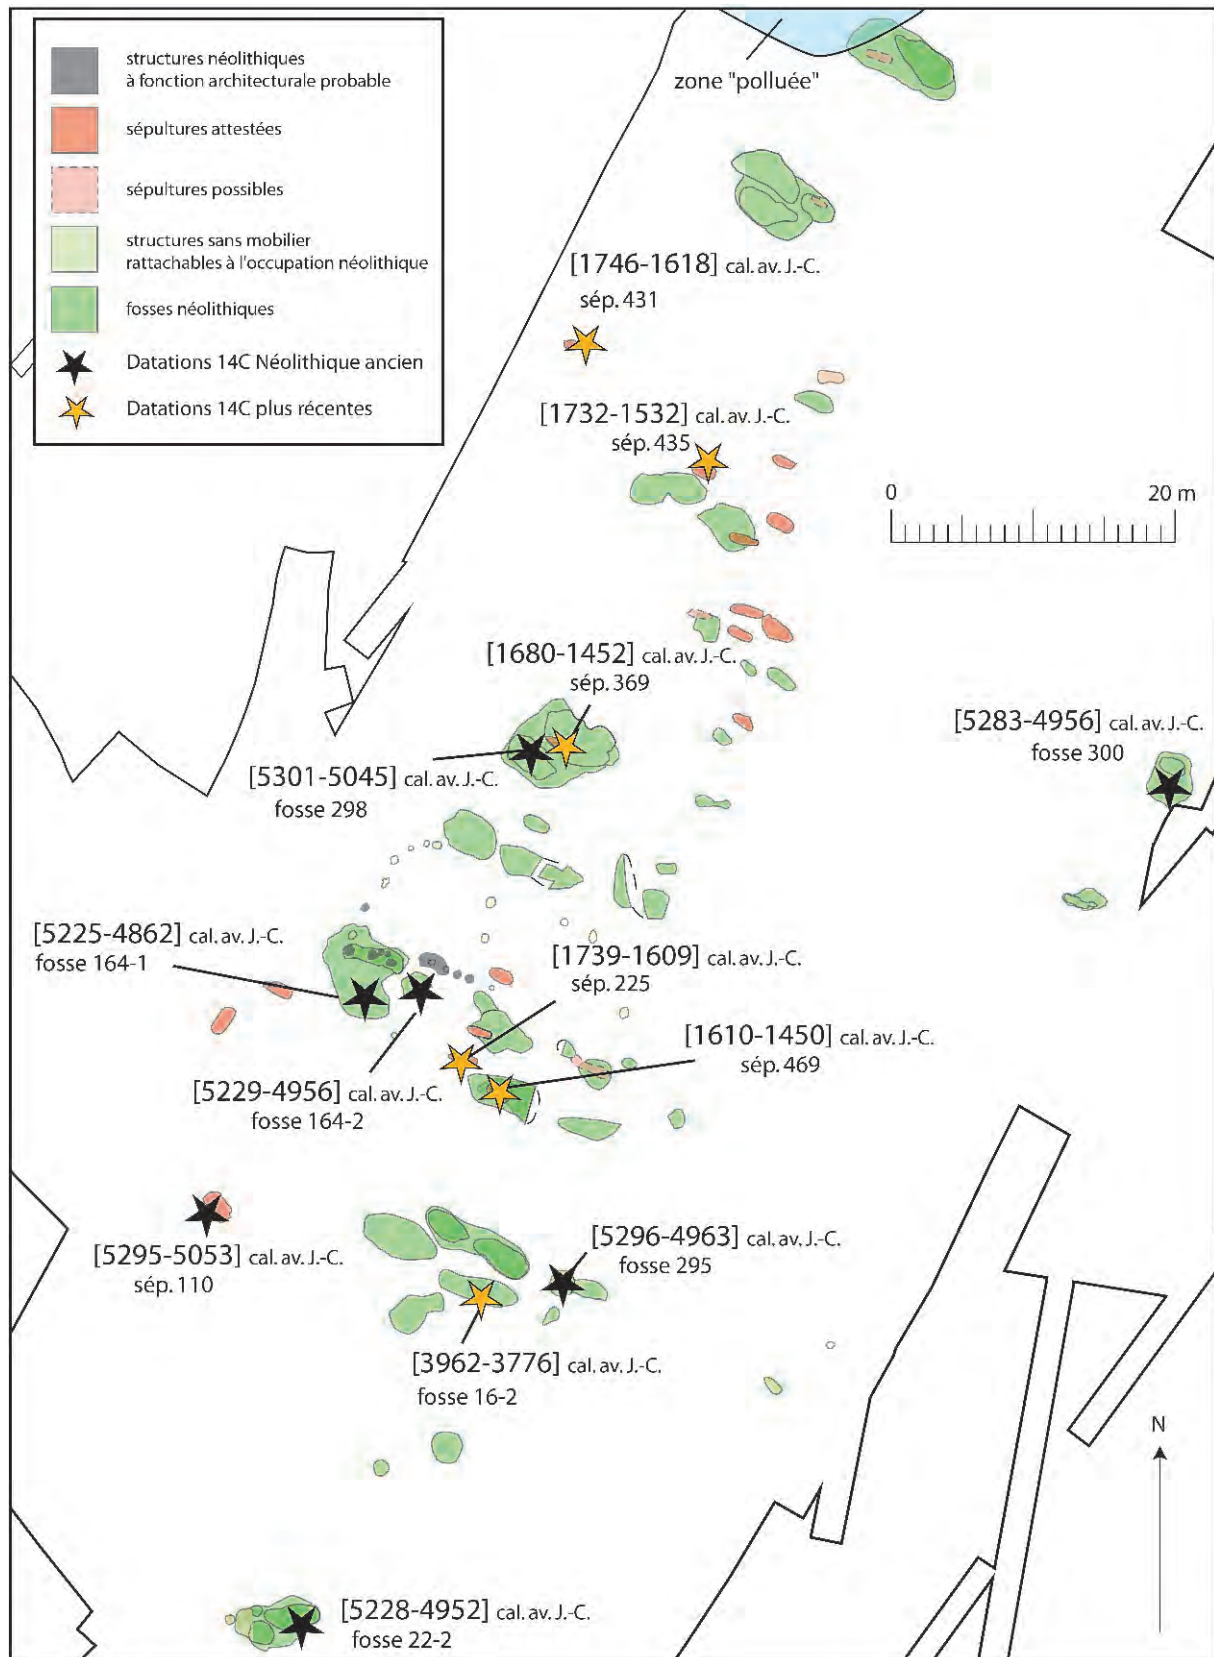 structures néolithiques
à fonction architecturale probable
sépultures attestées
sépultures possibles
structures sans mobilier
rattachables à l'occupation néolithique
fosses néolithiques
Datations 14C Néolithique ancien
Datations 14C plus récentes
zone "polluée"
[1746-1618] cal. av. J.-C.
sép. 431
[1732-1532] cal. av. J.-C.
sép. 435
0 20 m
[1680-1452] cal. av. J.-C.
sép. 369
[5283-4956] cal. av. J.-C.
fosse 300
[5301-5045] cal. av. J.-C.
fosse 298
[5225-4862] cal. av. J.-C.
fosse 164-1
[1739-1609] cal. av. J.-C.
sép. 225
[1610-1450] cal. av. J.-C.
sép. 469
[5229-4956] cal. av. J.-C.
fosse 164-2
[5295-5053] cal. av. J.-C.
sép. 110
[5296-4963] cal. av. J.-C.
fosse 295
[3962-3776] cal. av. J.-C.
fosse 16-2
N
[5228-4952] cal. av. J.-C.
fosse 22-2